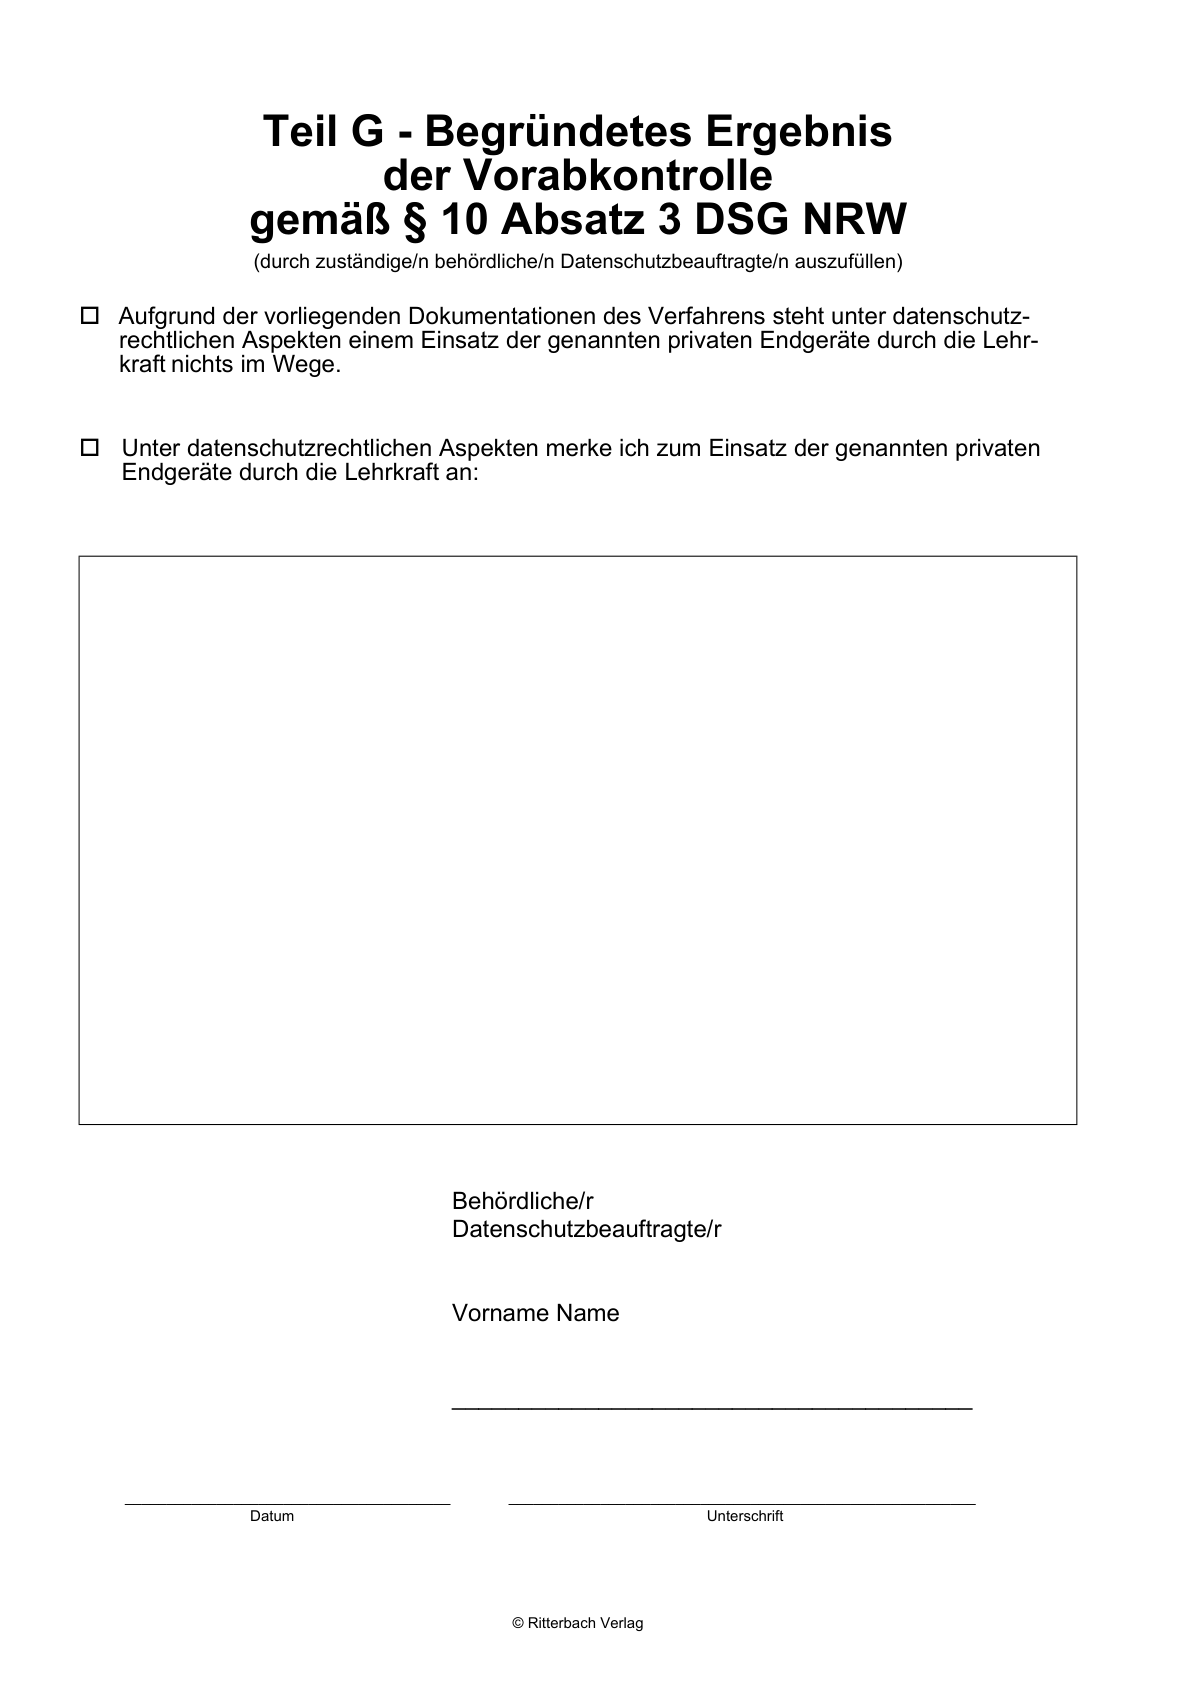 Teil G - Begründetes Ergebnis
der Vorabkontrolle
gemäß § 10 Absatz 3 DSG NRW
(durch zuständige/n behördliche/n Datenschutzbeauftragte/n auszufüllen)
Aufgrund der vorliegenden Dokumentationen des Verfahrens steht unter datenschutz-
rechtlichen Aspekten einem Einsatz der genannten privaten Endgeräte durch die Lehr-
kraft nichts im Wege.
Unter datenschutzrechtlichen Aspekten merke ich zum Einsatz der genannten privaten
Endgeräte durch die Lehrkraft an:
Behördliche/r
Datenschutzbeauftragte/r
Vorname Name
Datum
Unterschrift
© Ritterbach Verlag